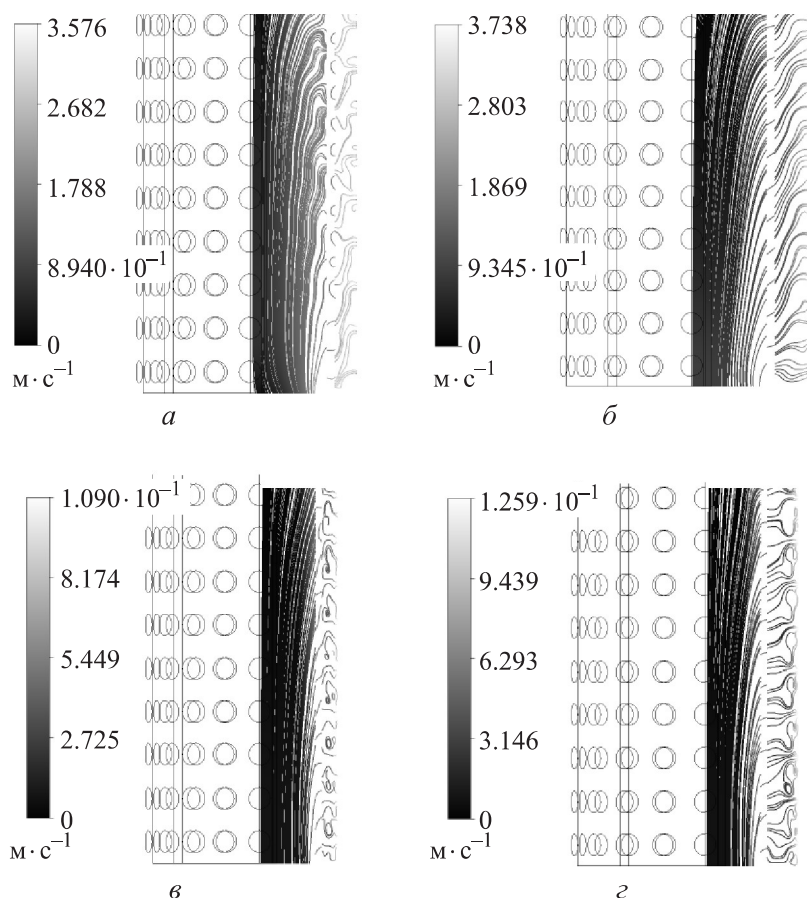 3.576
2.682
1.788
8.940 · 10⁻¹
0
м · с⁻¹
а
3.738
2.803
1.869
9.345 · 10⁻¹
0
м · с⁻¹
б
1.090 · 10⁻¹
8.174
5.449
2.725
0
м · с⁻¹
в
1.259 · 10⁻¹
9.439
6.293
3.146
0
м · с⁻¹
г